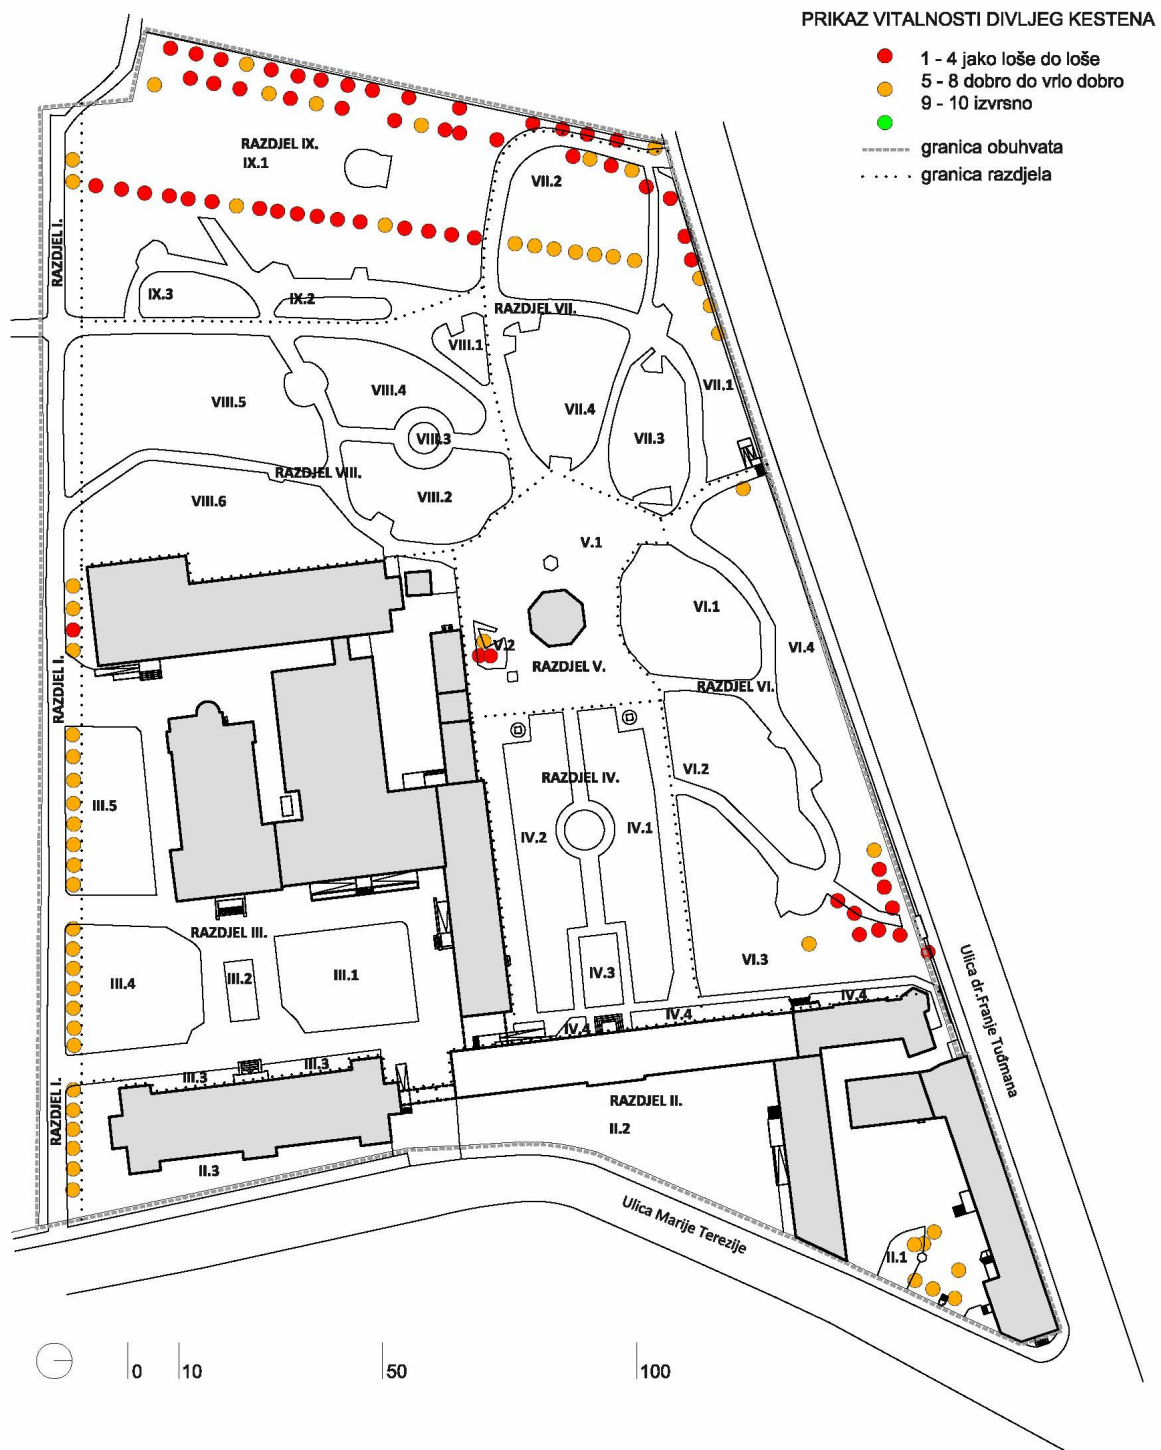 PRIKAZ VITALNOSTI DIVLJEG KESTENA
1 - 4 jako loše do loše
5 - 8 dobro do vrlo dobro
9 - 10 izvrsno
granica obuhvata
granica razdjela
RAZDJEL IX.
IX.1
VII.2
RAZDJEL I.
IX.3
IX.2
RAZDJEL VII.
VIII.1
VII.1
VIII.4
VIII.5
VII.4
VIII.3
VII.3
RAZDJEL VIII.
VIII.2
VIII.6
V.1
VI.1
V.2
VI.4
RAZDJEL V.
RAZDJEL I.
RAZDJEL VI.
VI.2
RAZDJEL IV.
III.5
IV.2
IV.1
RAZDJEL III.
VI.3
IV.3
III.4
III.2
III.1
IV.4
IV.4
IV.4
Ulica dr.Franje Tuđmana
III.3
III.3
RAZDJEL I.
RAZDJEL II.
II.2
II.3
Ulica Marije Terezije
II.1
0
10
50
100